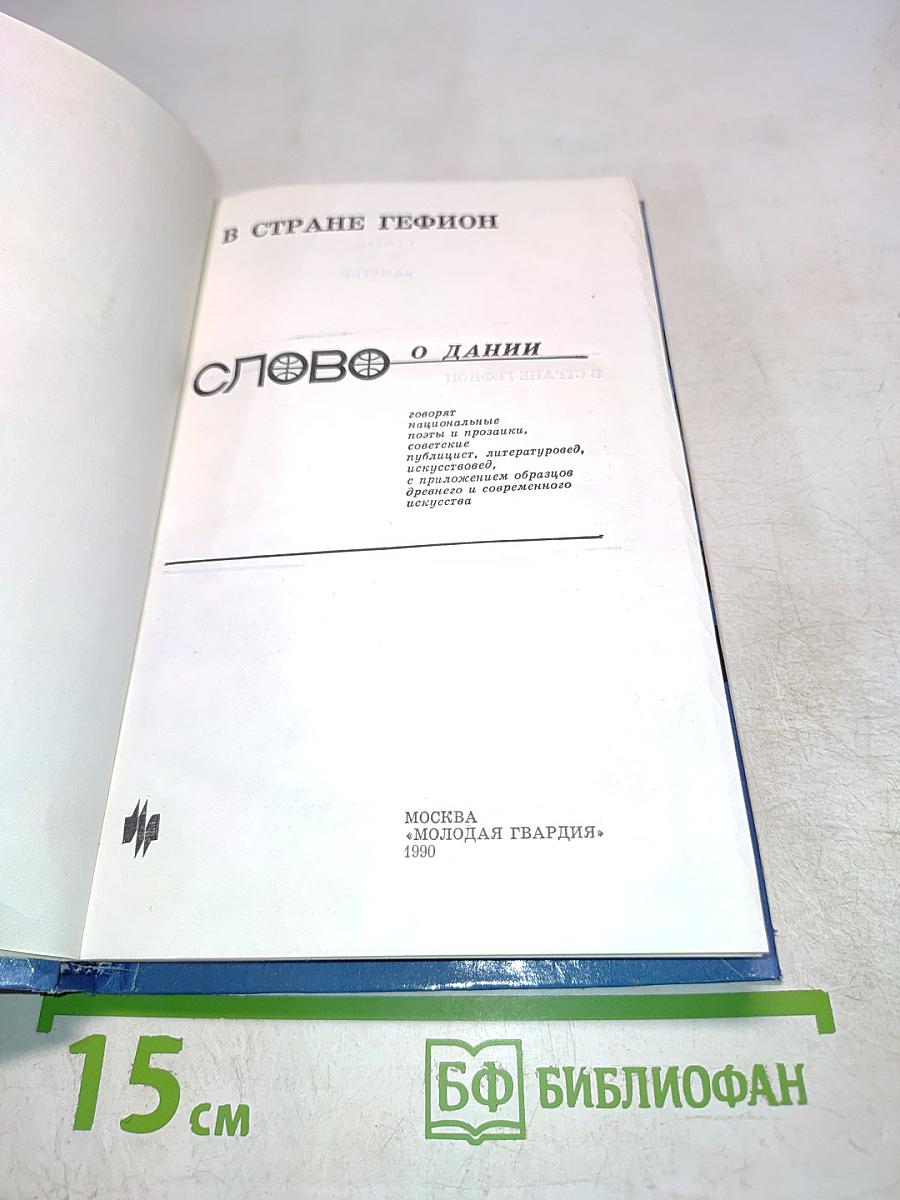 В СТРАНЕ ГЕФИОН
СЛОВО О ДАНИИ
говорят
национальные
поэты и прозаики,
советские
публицист, литературовед,
искусствовед,
с приложением образцов
древнего и современного
искусства
МОСКВА
«МОЛОДАЯ ГВАРДИЯ»
1990
15 см
БФ БИБЛИОФАН